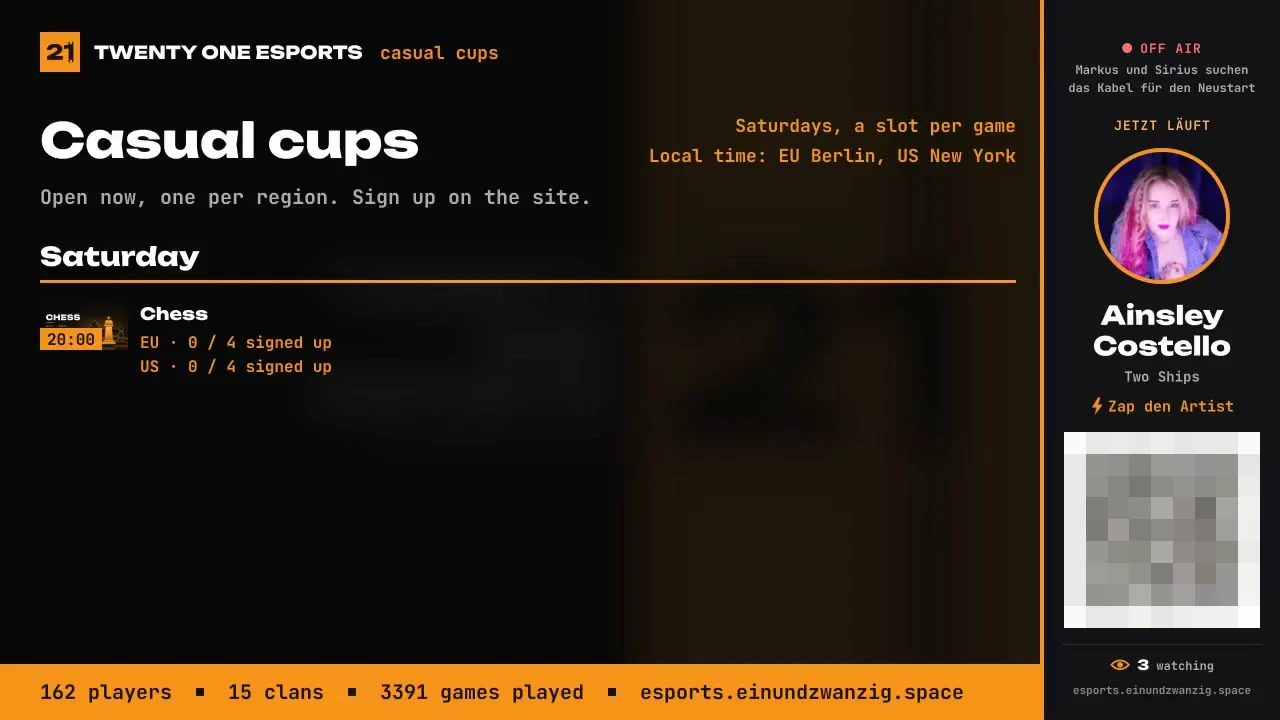 21 TWENTY ONE ESPORTS casual cups
Casual cups
Saturdays, a slot per game
Local time: EU Berlin, US New York
Open now, one per region. Sign up on the site.
Saturday
CHESS
20:00
Chess
EU · 0 / 4 signed up
US · 0 / 4 signed up
21
162 players ▪ 15 clans ▪ 3391 games played ▪ esports.einundzwanzig.space
OFF AIR
Markus und Sirius suchen
das Kabel für den Neustart
JETZT LÄUFT
Ainsley
Costello
Two Ships
Zap den Artist
3 watching
esports.einundzwanzig.space